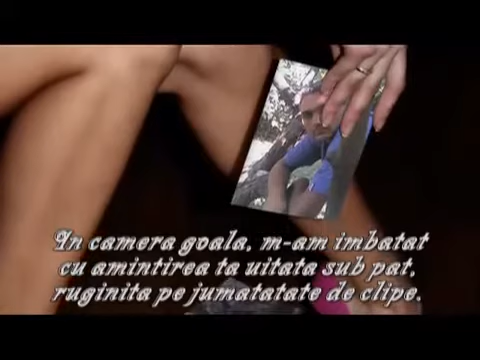 In camera goala, m-am imbatat
cu amintirea ta uitata sub pat,
ruginita pe jumatatate de clipe.